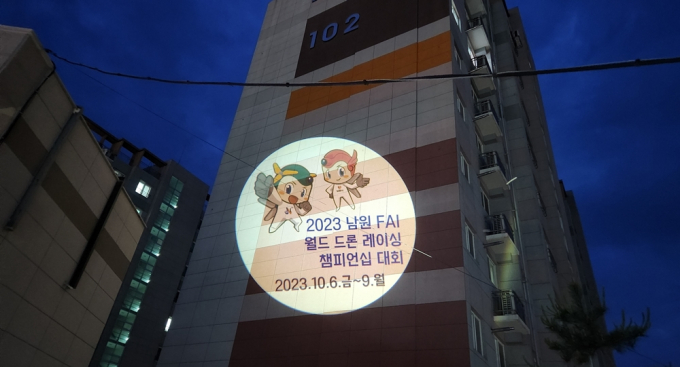 102
2023 남원 FAI
월드 드론 레이싱
챔피언십 대회
2023.10.6.금~9.월